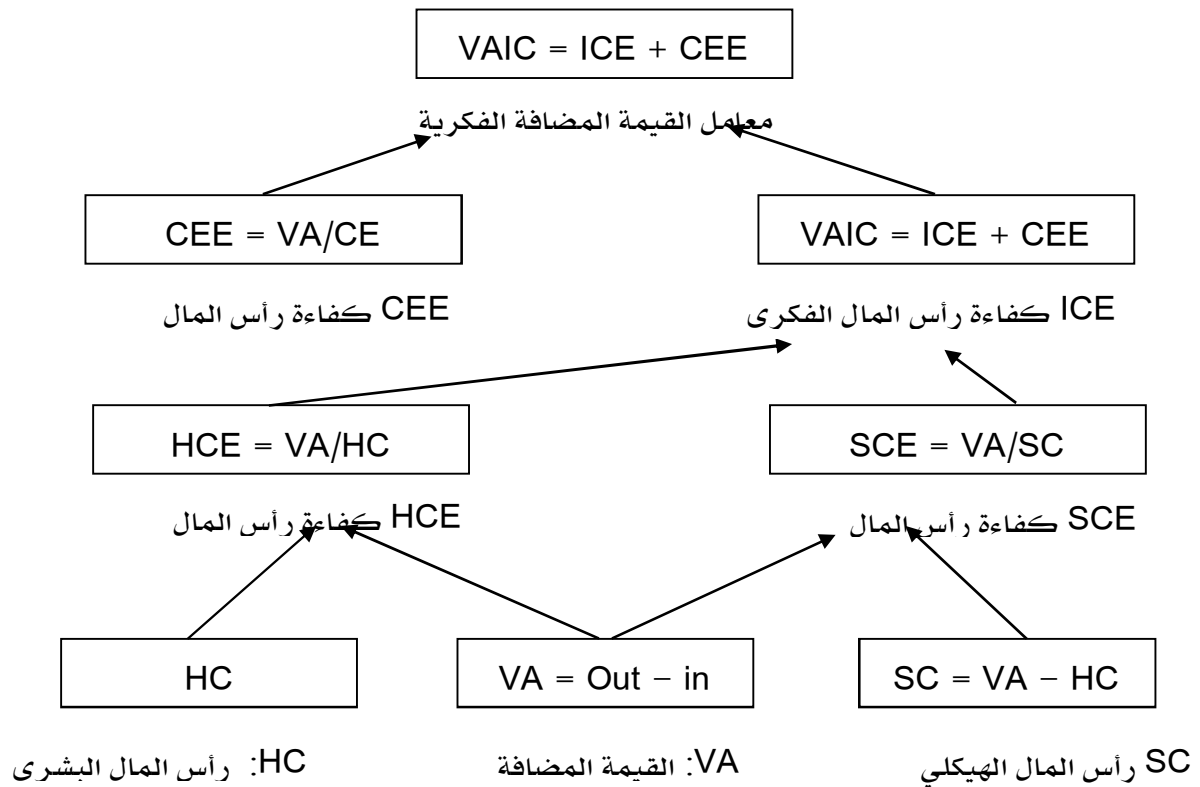 VAIC = ICE + CEE
معامل القيمة المضافة الفكرية
CEE = VA/CE
VAIC = ICE + CEE
CEE كفاءة رأس المال
ICE كفاءة رأس المال الفكرى
HCE = VA/HC
SCE = VA/SC
HCE كفاءة رأس المال
SCE كفاءة رأس المال
HC
VA = Out – in
SC = VA – HC
HC: رأس المال البشرى
VA: القيمة المضافة
SC رأس المال الهيكلي